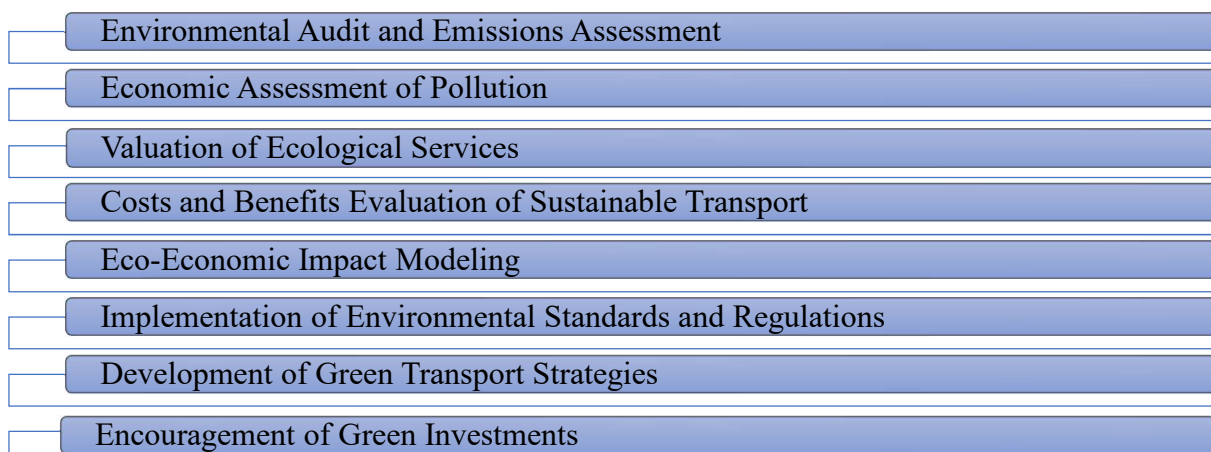 Environmental Audit and Emissions Assessment
Economic Assessment of Pollution
Valuation of Ecological Services
Costs and Benefits Evaluation of Sustainable Transport
Eco-Economic Impact Modeling
Implementation of Environmental Standards and Regulations
Development of Green Transport Strategies
Encouragement of Green Investments